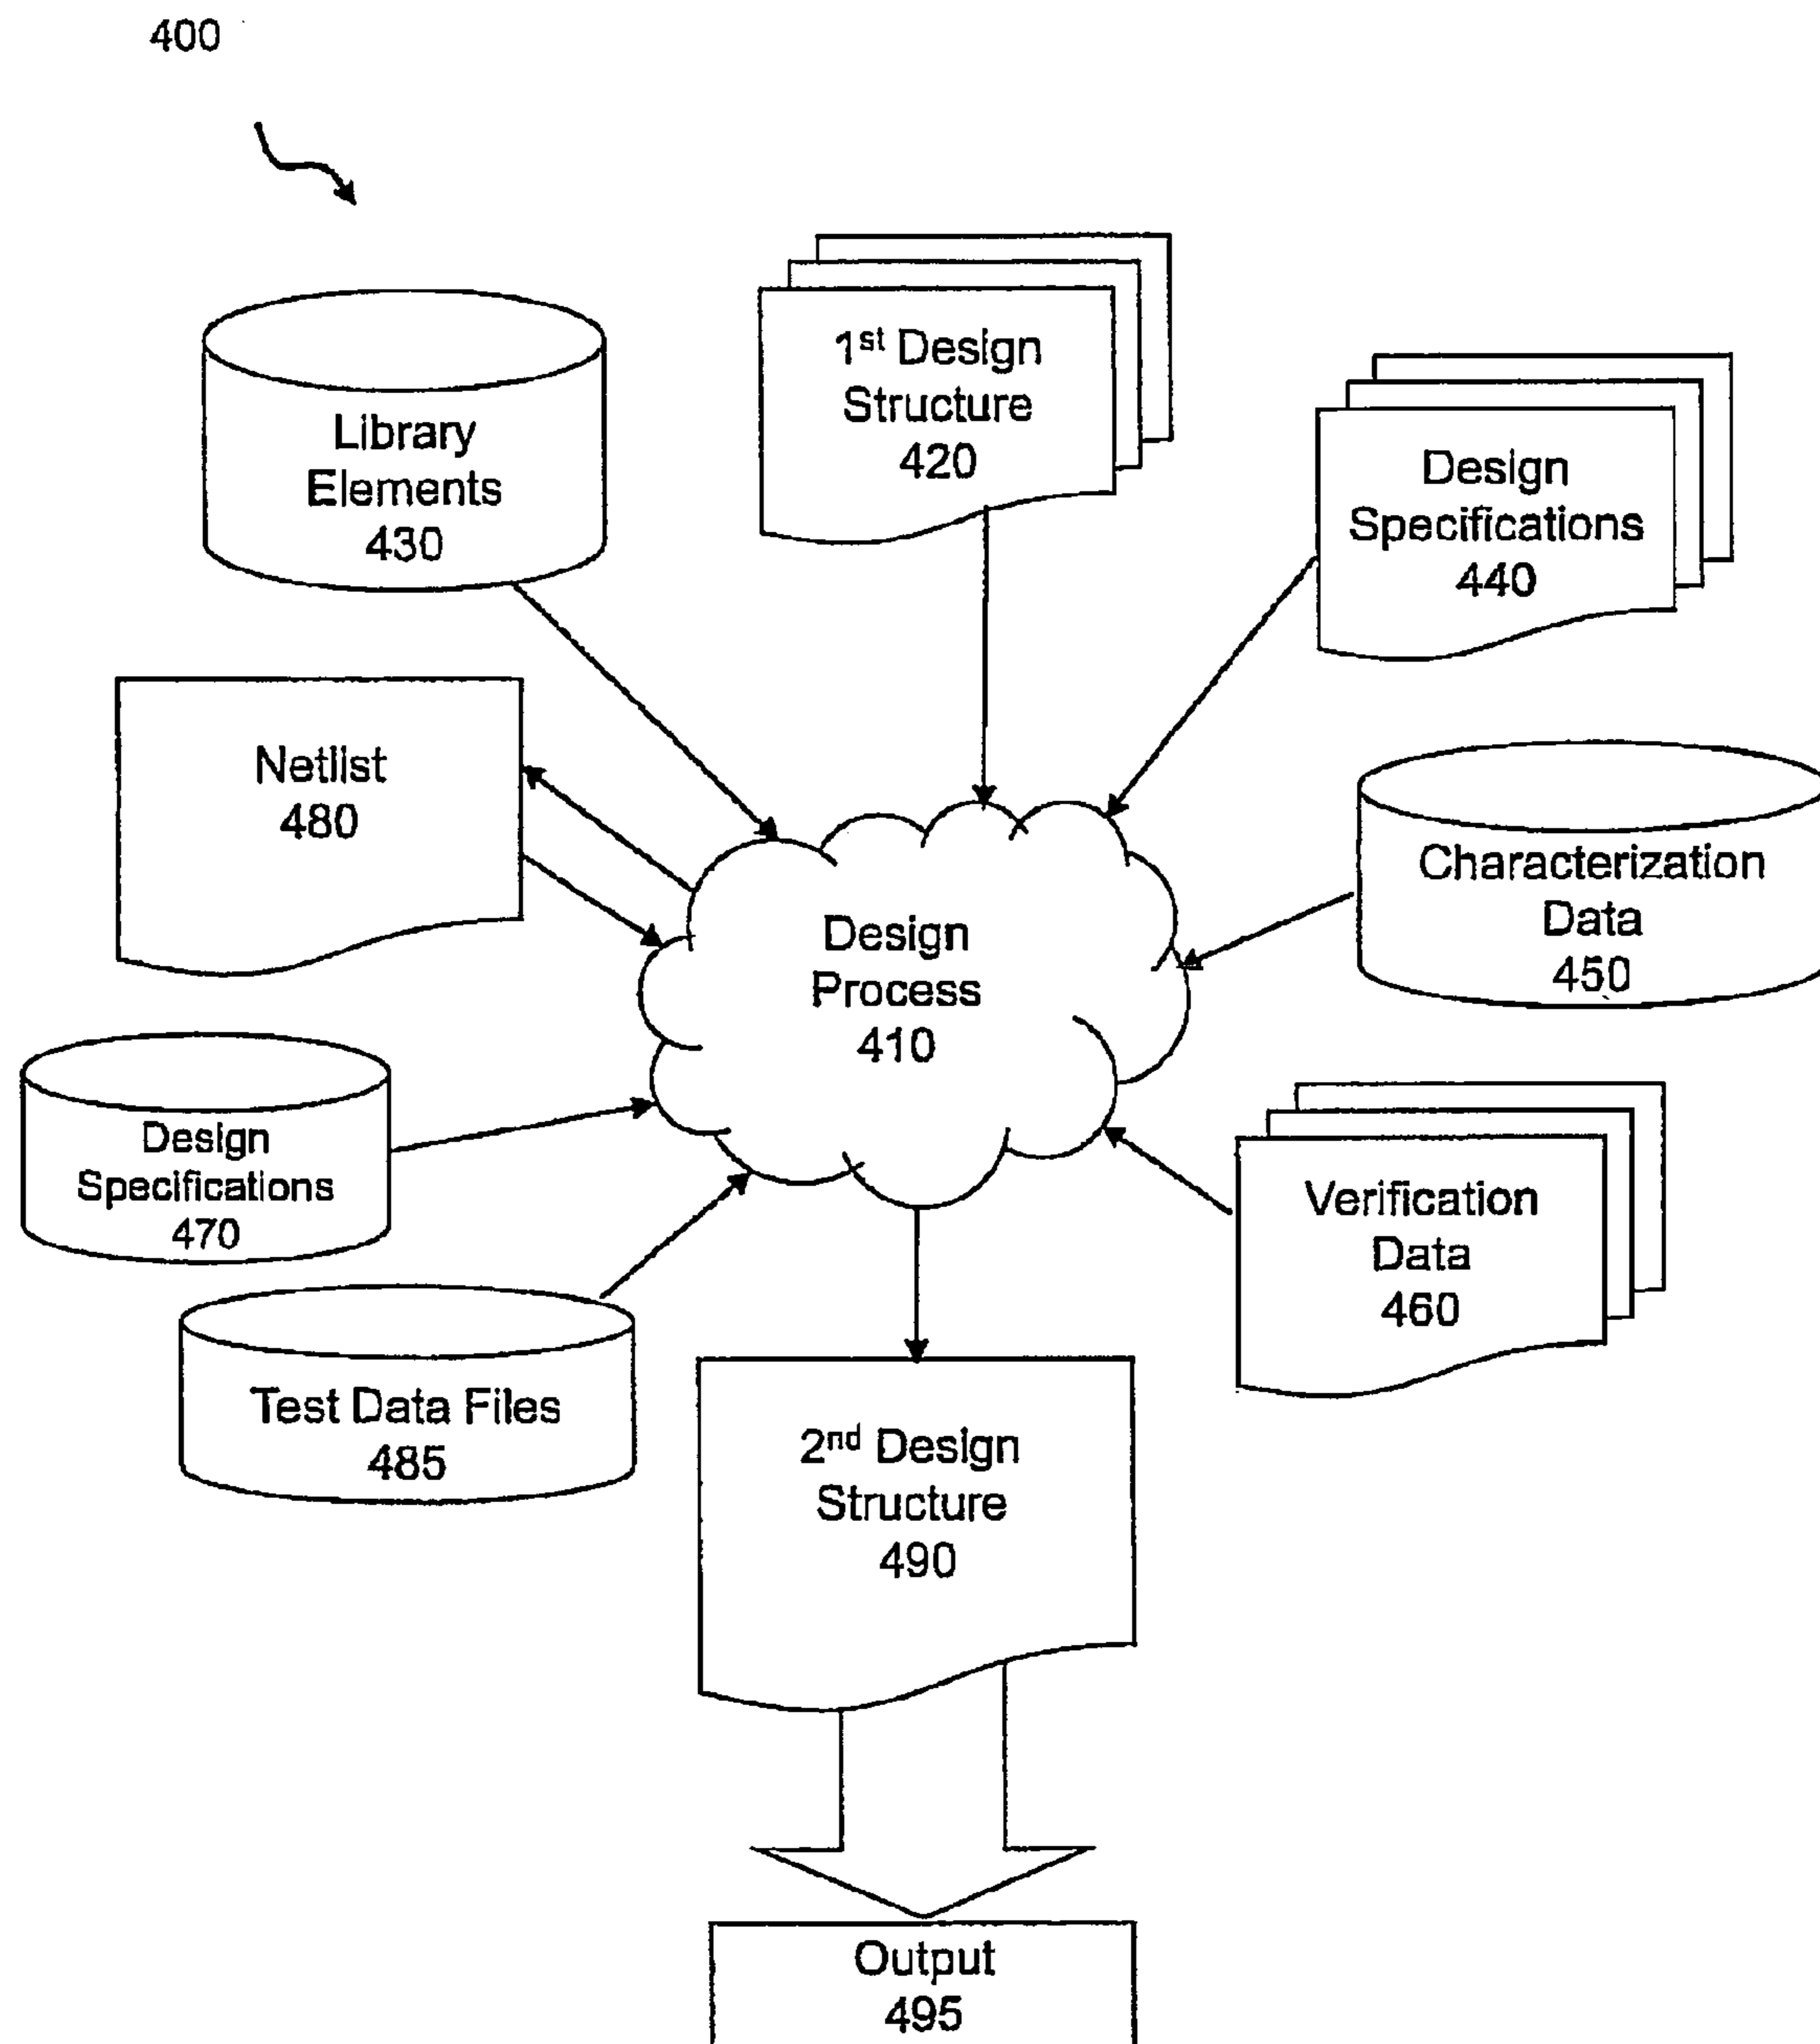 400
1st Design
Structure
420
Library
Elements
430
Design
Specifications
440
Netlist
480
Characterization
Data
450
Design
Process
410
Design
Specifications
470
Verification
Data
460
Test Data Files
485
2nd Design
Structure
490
Output
495